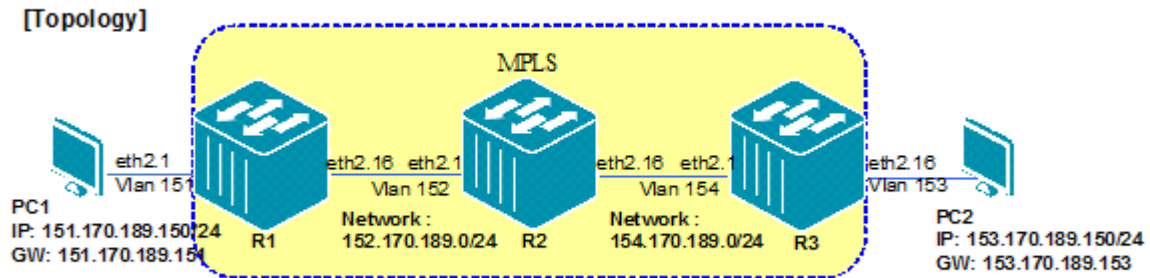 [Topology]
MPLS
eth2.1
Vlan 151
eth2.16 eth2.1
Vlan 152
eth2.16 eth2.1
Vlan 154
eth2.16
Vlan 153
PC1
IP: 151.170.189.150/24
GW: 151.170.189.151
R1
Network :
152.170.189.0/24
R2
Network :
154.170.189.0/24
R3
PC2
IP: 153.170.189.150/24
GW: 153.170.189.153